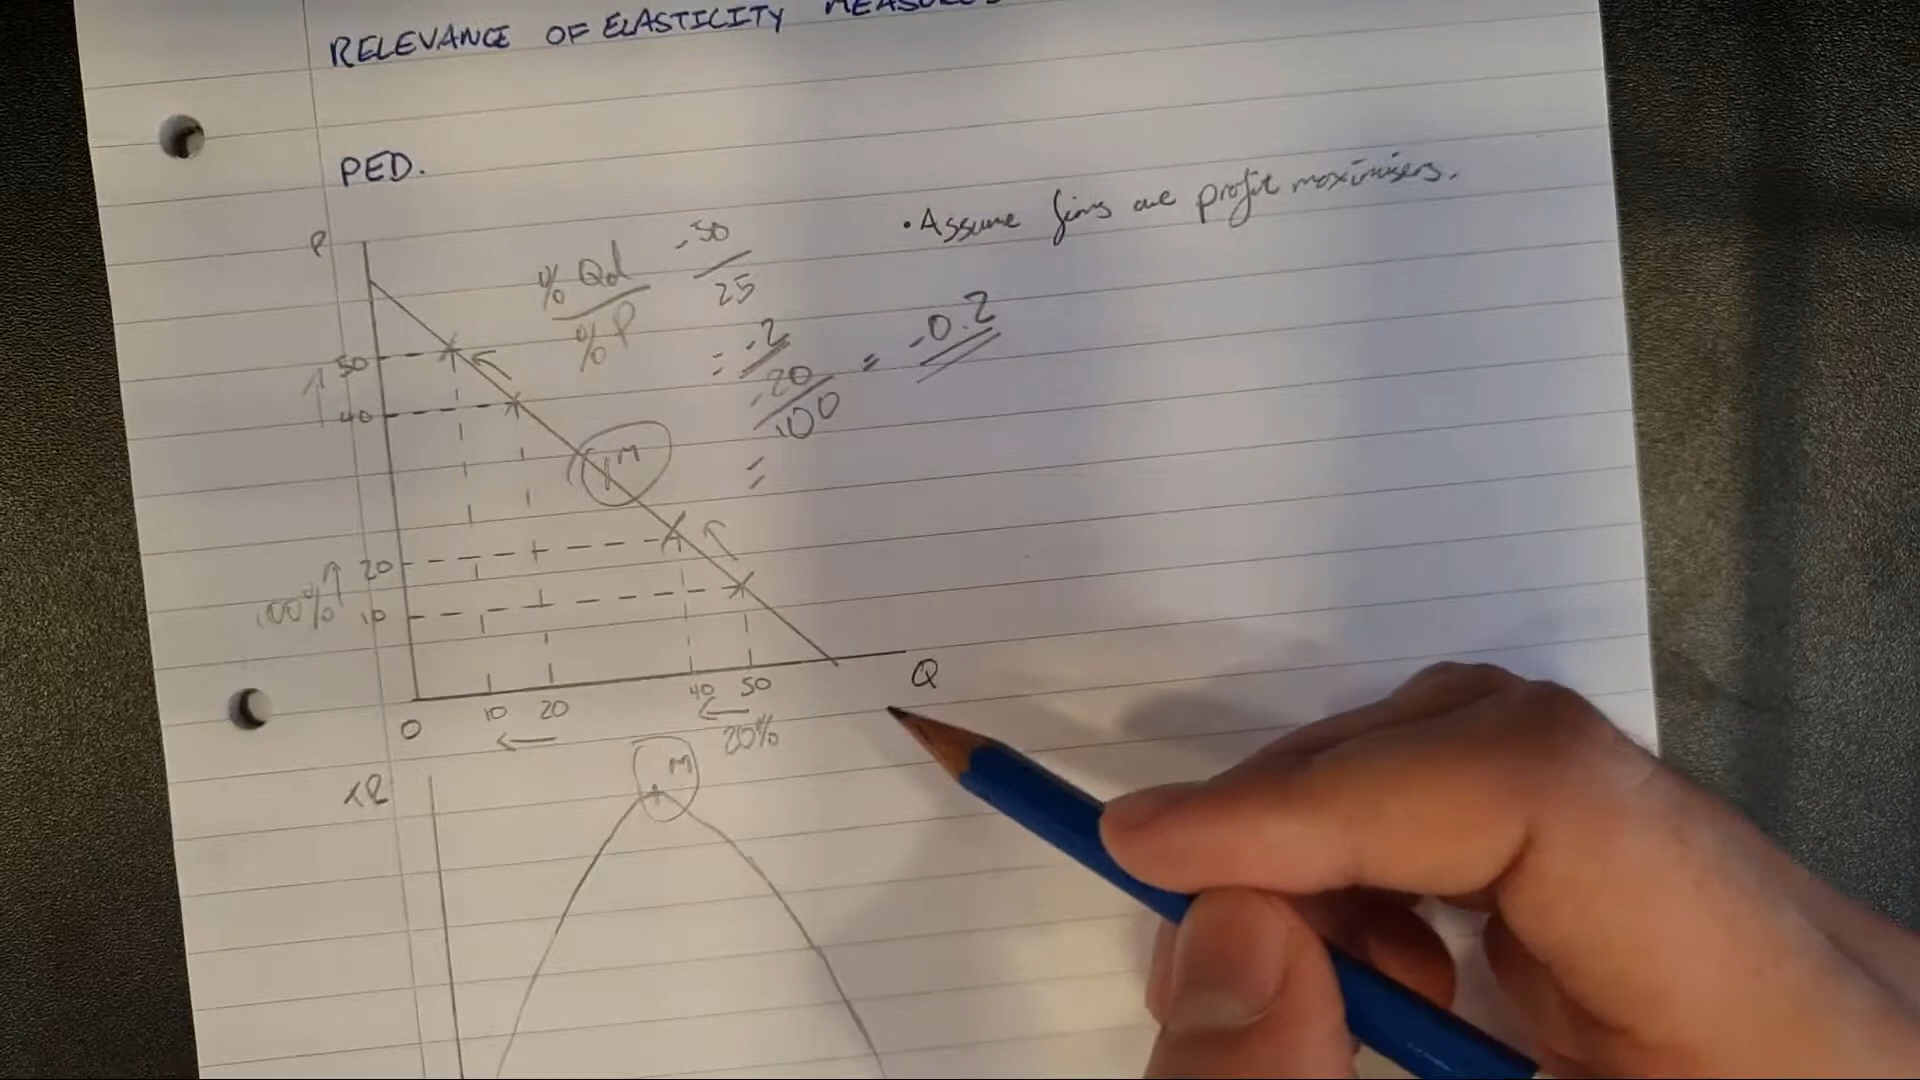 RELEVANCE OF ELASTICITY MEASURES
PED.
• Assume firms are profit maximisers.
P
% Qd / % P
-50 / 25
= -2
-20 / 100 = -0.2
=
50
40
M
20
100%
10
Q
0 10 20 40 50
20%
M